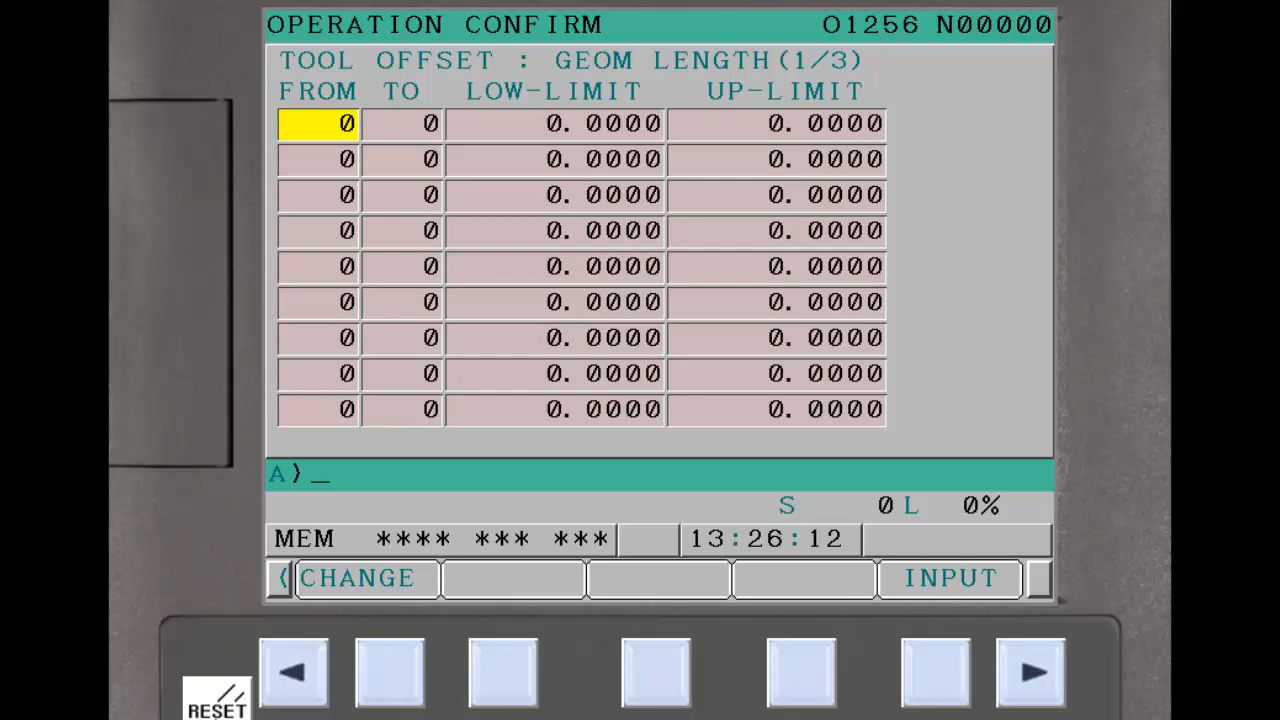 OPERATION CONFIRM O1256 N00000
TOOL OFFSET : GEOM LENGTH(1/3)
FROM TO LOW-LIMIT UP-LIMIT
0 0 0. 0000 0. 0000
0 0 0. 0000 0. 0000
0 0 0. 0000 0. 0000
0 0 0. 0000 0. 0000
0 0 0. 0000 0. 0000
0 0 0. 0000 0. 0000
0 0 0. 0000 0. 0000
0 0 0. 0000 0. 0000
0 0 0. 0000 0. 0000
A)_
S 0 L 0%
MEM **** *** *** 13:26:12
( CHANGE INPUT
RESET